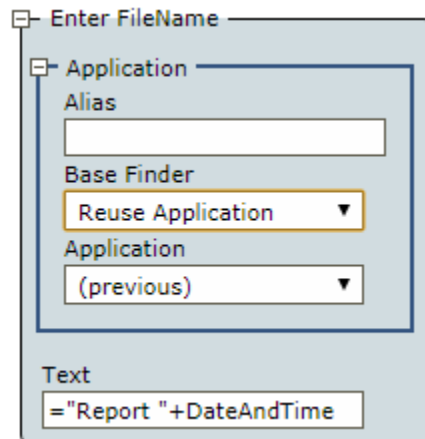 Enter FileName
Application
Alias
Base Finder
Reuse Application
Application
(previous)
Text
="Report "+DateAndTime